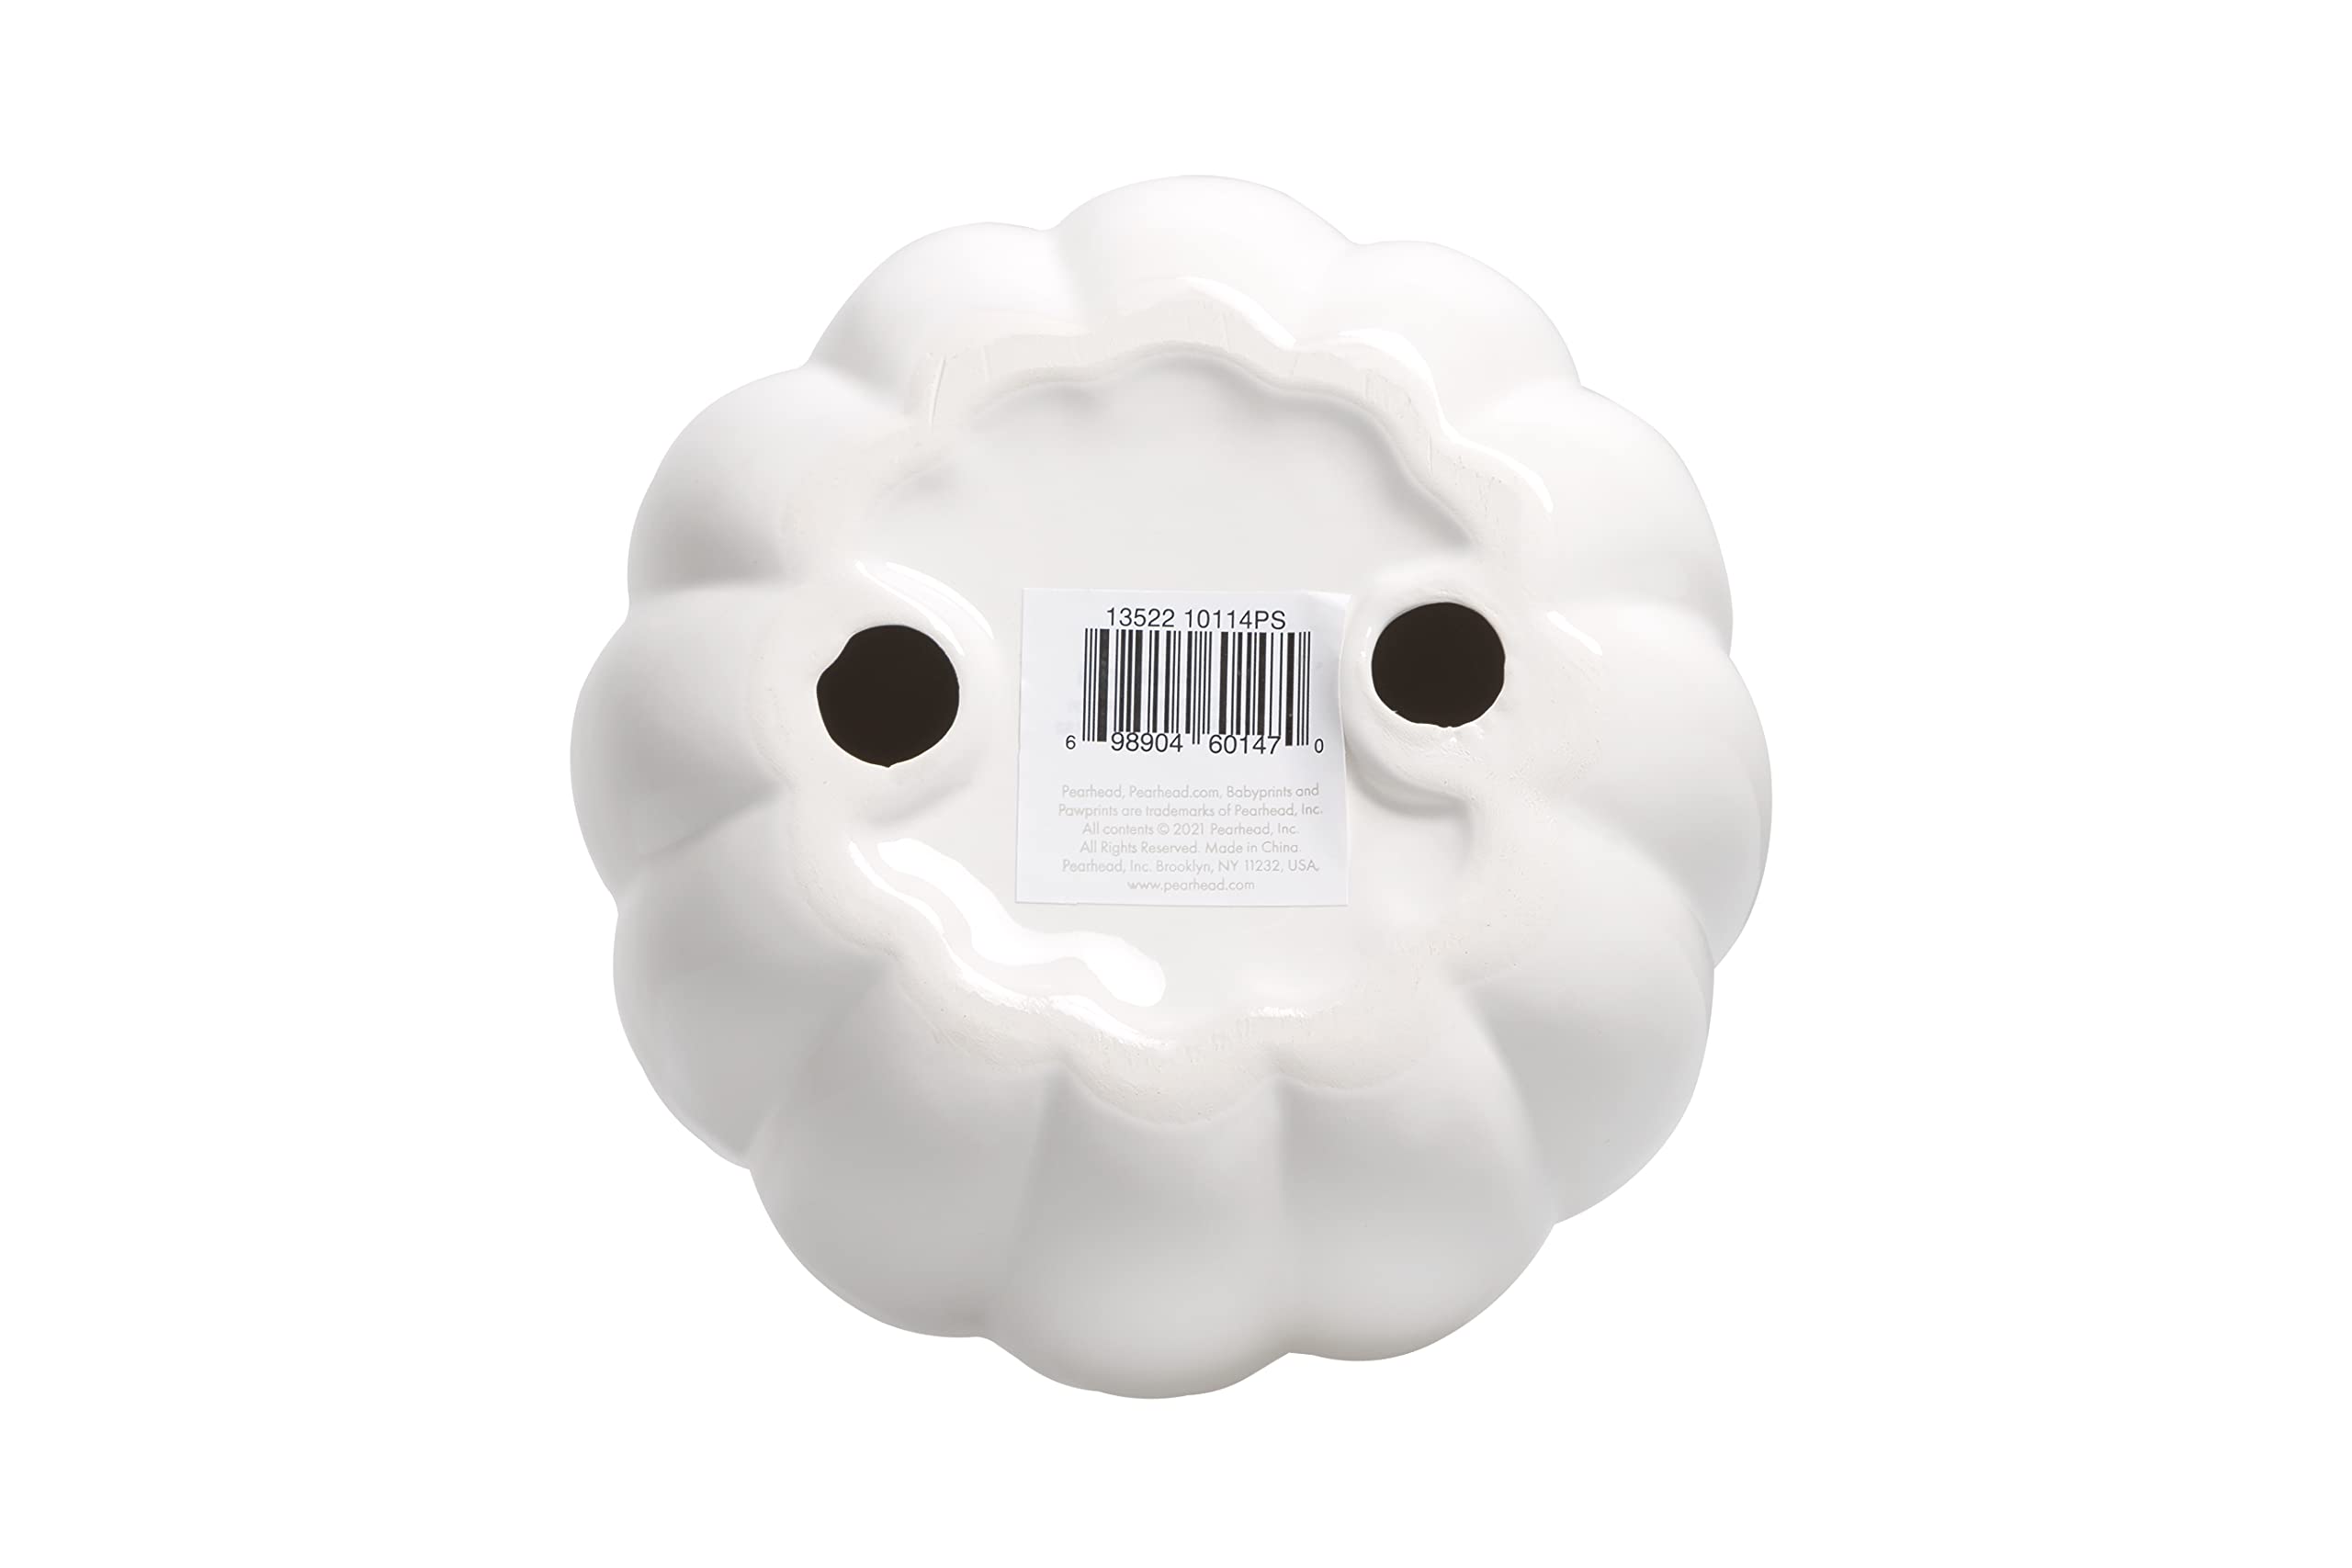 13522 10114PS
6 98904 60147 0
Pearhead, Pearhead.com, Babyprints and
Pawprints are trademarks of Pearhead, Inc.
All contents © 2021 Pearhead, Inc.
All Rights Reserved. Made in China
Pearhead, Inc. Brooklyn, NY 11232, USA,
www.pearhead.com